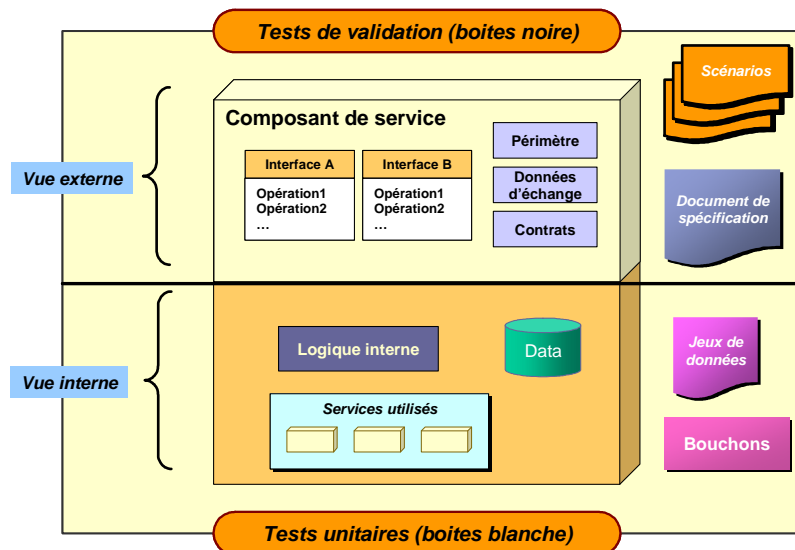 Tests de validation (boites noire)
Scénarios
Composant de service
Périmètre
Interface A
Interface B
Vue externe
Données
d'échange
Opération1
Opération2
…
Opération1
Opération2
…
Document de
spécification
Contrats
Logique interne
Data
Jeux de
données
Vue interne
Services utilisés
Bouchons
Tests unitaires (boites blanche)